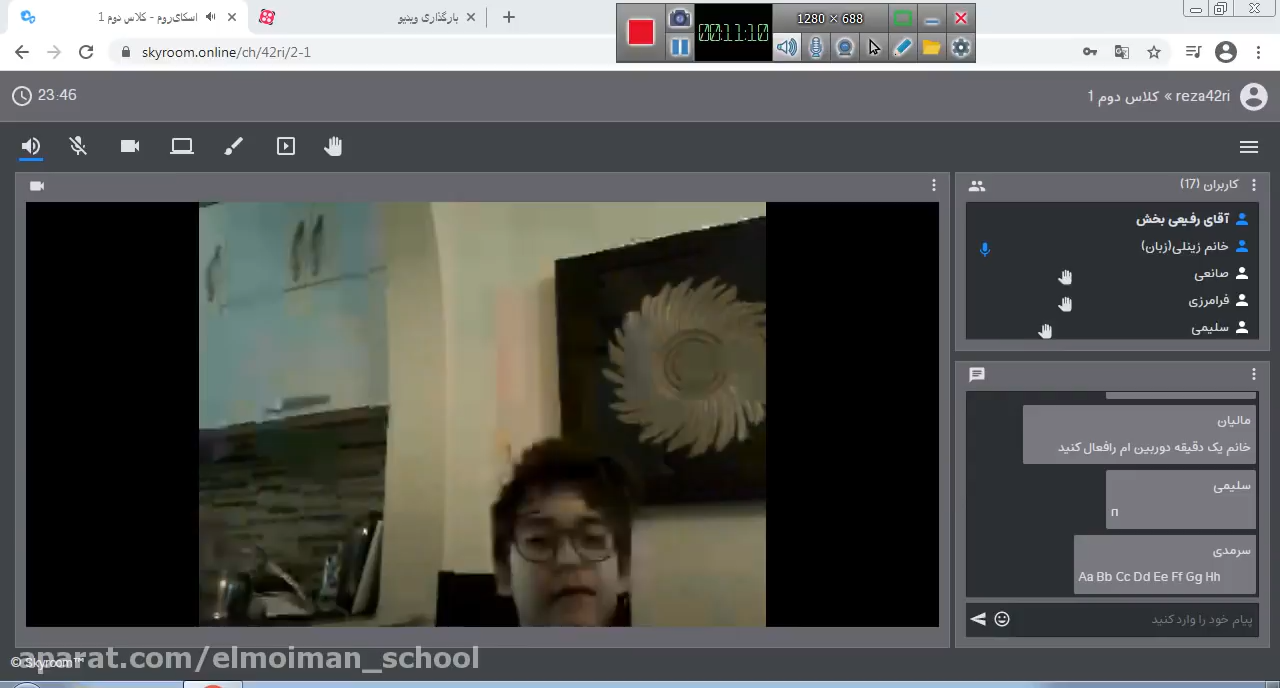 اسکای‌روم - کلاس دوم 1
بارگذاری ویدیو
00:11:10
1280 × 688
skyroom.online/ch/42ri/2-1
23:46
reza42ri » کلاس دوم 1
کاربران (17)
آقای رفیعی بخش
خانم زینلی(زبان)
صانعی
فرامرزی
سلیمی
مالیان
خانم یک دقیقه دوربین ام رافعال کنید
سلیمی
п
سرمدی
Aa Bb Cc Dd Ee Ff Gg Hh
پیام خود را وارد کنید
© Skyroom™
aparat.com/elmoiman_school